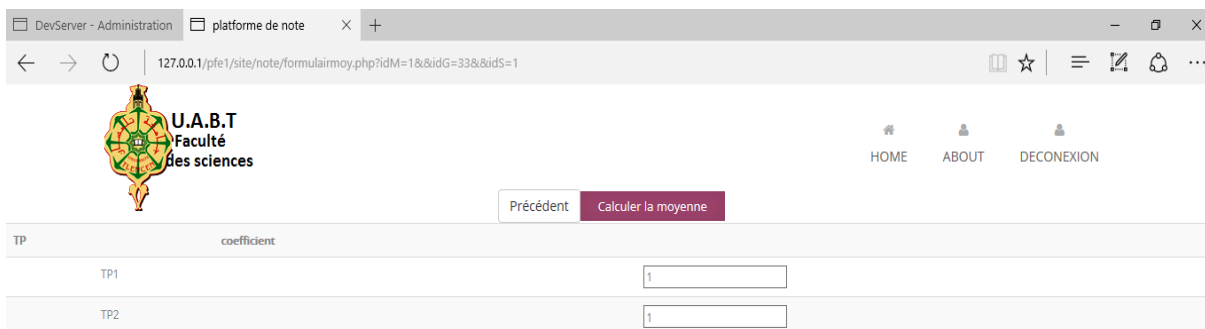 DevServer - Administration platforme de note
127.0.0.1/pfe1/site/note/formulairmoy.php?idM=1&&idG=33&&idS=1
U.A.B.T
Faculté
des sciences
HOME ABOUT DECONEXION
Précédent Calculer la moyenne
TP coefficient
TP1 1
TP2 1